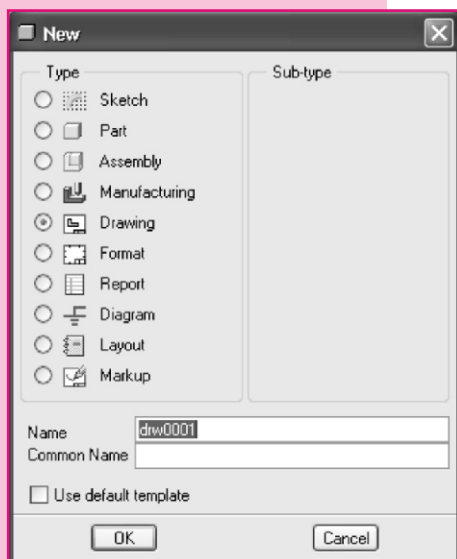 New
Type
Sub-type
Sketch
Part
Assembly
Manufacturing
Drawing
Format
Report
Diagram
Layout
Markup
Name drw0001
Common Name
Use default template
OK Cancel